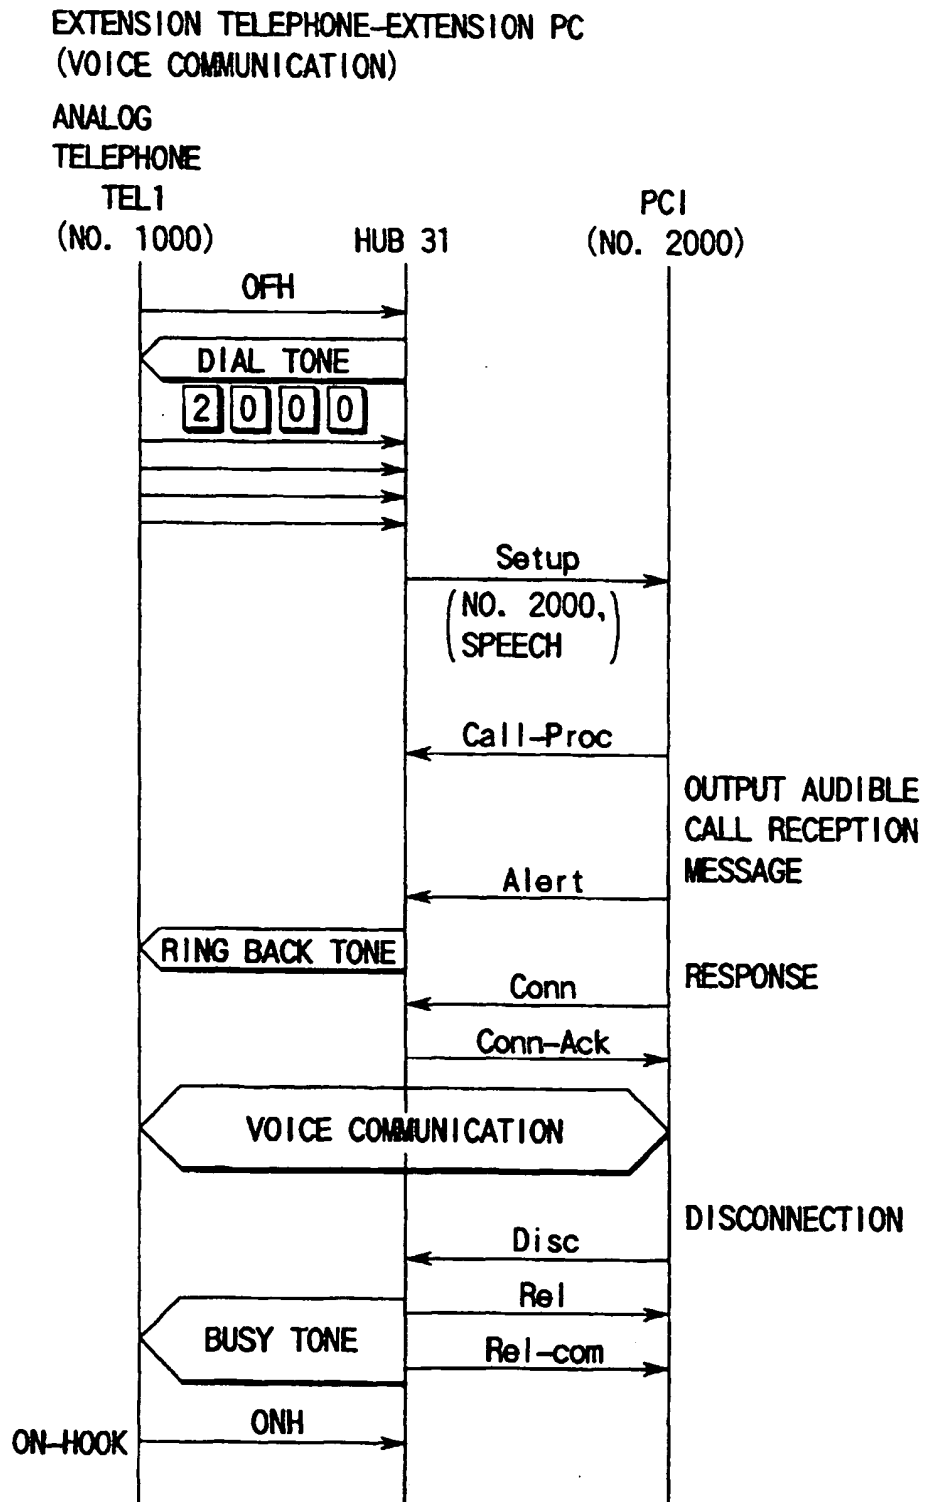 EXTENSION TELEPHONE-EXTENSION PC
(VOICE COMMUNICATION)
ANALOG
TELEPHONE
TEL1
(NO. 1000)
HUB 31
PC1
(NO. 2000)
OFH
DIAL TONE
2 0 0 0
Setup
(NO. 2000,
SPEECH )
Call-Proc
OUTPUT AUDIBLE
CALL RECEPTION
MESSAGE
Alert
RING BACK TONE
RESPONSE
Conn
Conn-Ack
VOICE COMMUNICATION
DISCONNECTION
Disc
Rel
BUSY TONE
Rel-com
ONH
ON-HOOK